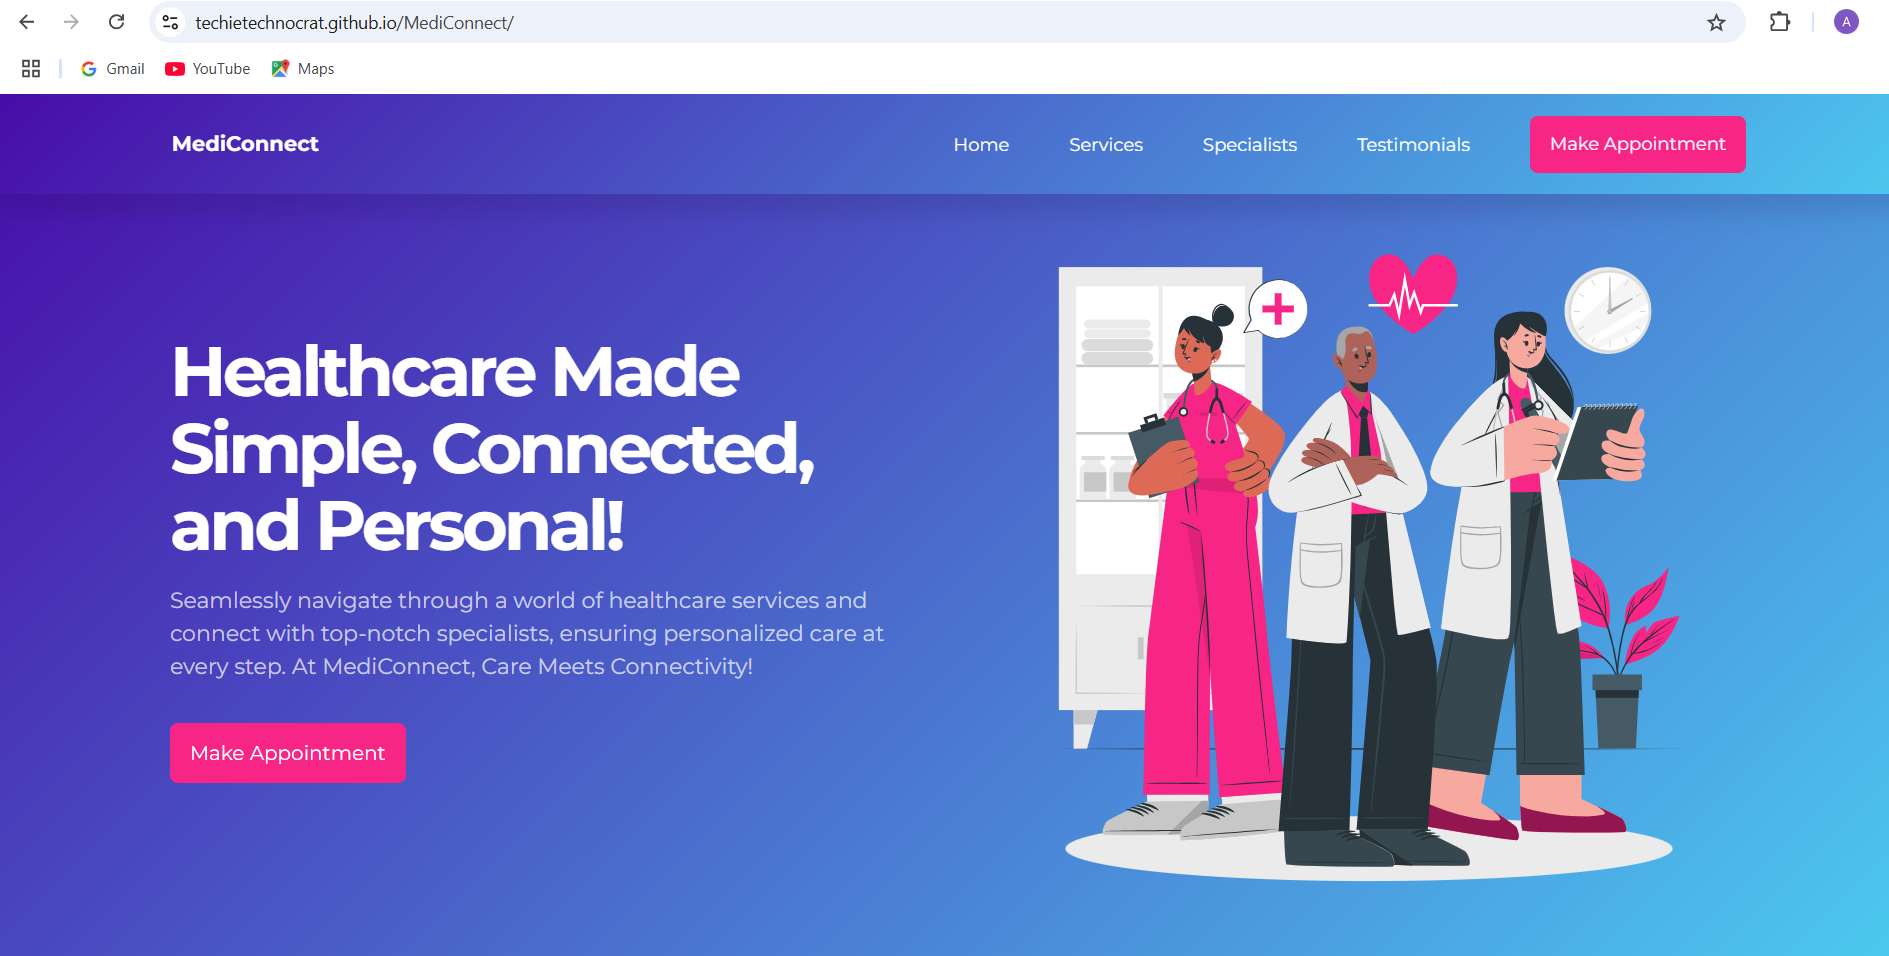 techietechnocrat.github.io/MediConnect/
A
Gmail
YouTube
Maps
MediConnect
Home
Services
Specialists
Testimonials
Make Appointment
Healthcare Made
Simple, Connected,
and Personal!
Seamlessly navigate through a world of healthcare services and
connect with top-notch specialists, ensuring personalized care at
every step. At MediConnect, Care Meets Connectivity!
Make Appointment